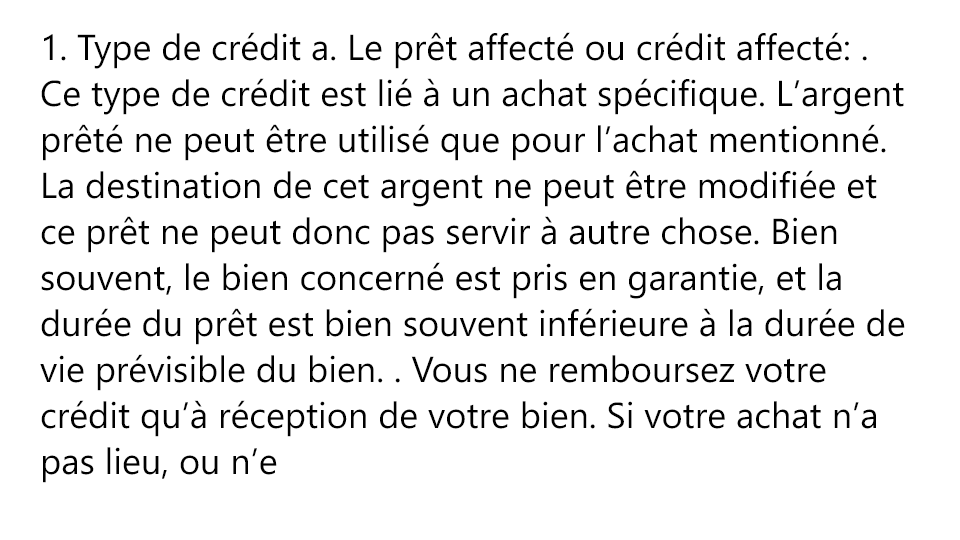 1. Type de crédit a. Le prêt affecté ou crédit affecté: .
Ce type de crédit est lié à un achat spécifique. L’argent
prêté ne peut être utilisé que pour l’achat mentionné.
La destination de cet argent ne peut être modifiée et
ce prêt ne peut donc pas servir à autre chose. Bien
souvent, le bien concerné est pris en garantie, et la
durée du prêt est bien souvent inférieure à la durée de
vie prévisible du bien. . Vous ne remboursez votre
crédit qu’à réception de votre bien. Si votre achat n’a
pas lieu, ou n’e